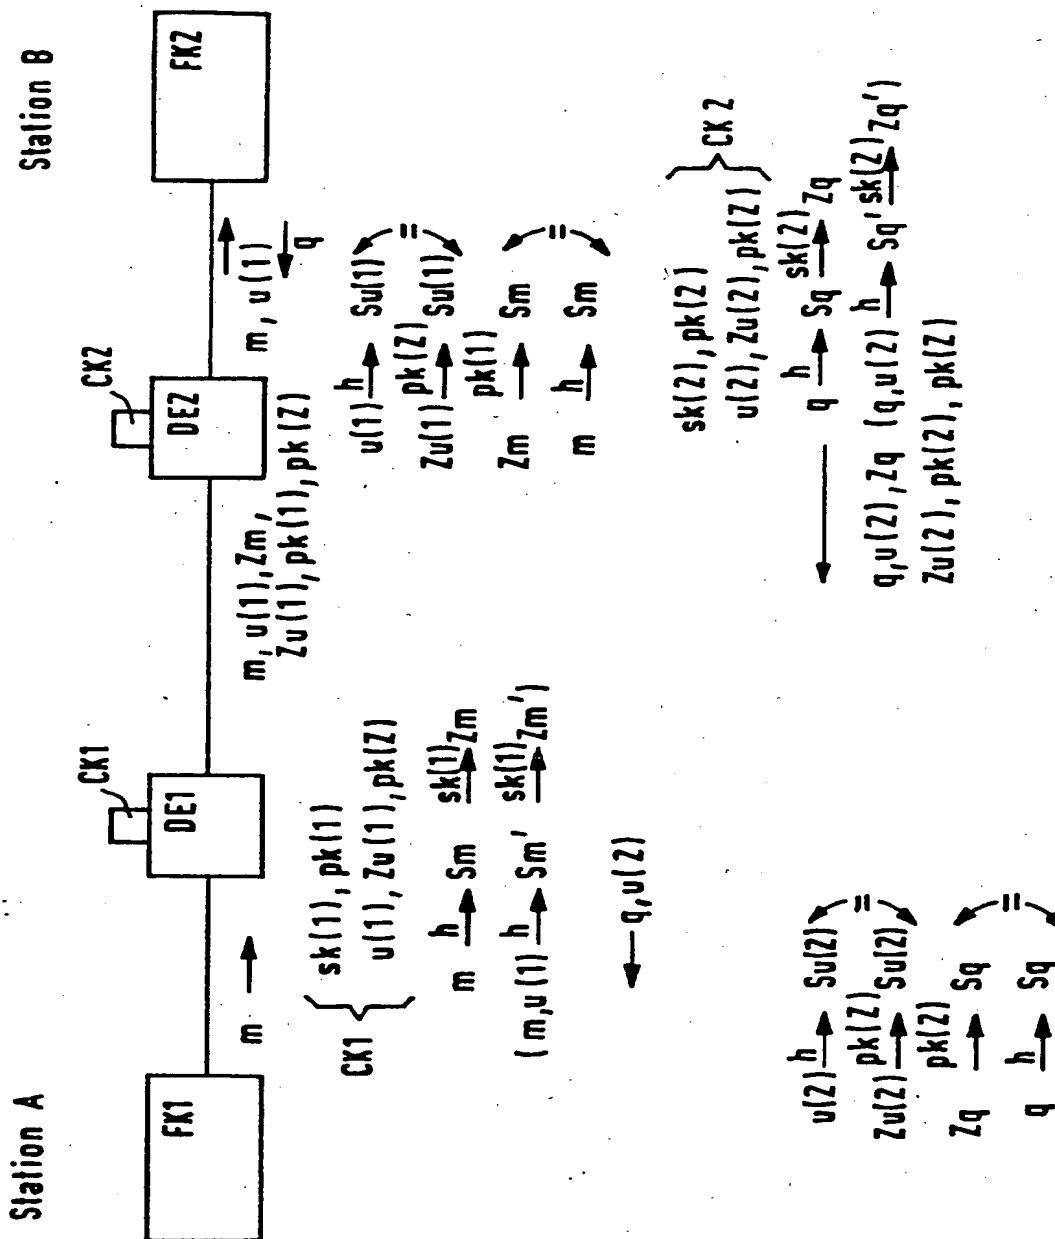 Station A
Station B
FK1
DE1
CK1
DE2
CK2
FK2
m
m, u(1), Zm,
Zu(1), pk(1), pk(Z)
m, u(1)
q
CK1
sk(1), pk(1)
u(1), Zu(1), pk(Z)
m h Sm sk(1) Zm
(m, u(1) h Sm' sk(1) Zm')
q, u(2)
u(1) h Su(1)
Zu(1) pk(Z) Su(1)
=
Zm pk(1) Sm
m h Sm
=
sk(2), pk(2)
u(2), Zu(2), pk(Z)
CK 2
q h Sq sk(2) Zq
q, u(2), Zq (q, u(2) h Sq' sk(2) Zq')
Zu(2), pk(2), pk(Z)
u(2) h Su(2)
Zu(2) pk(Z) Su(2)
=
Zq pk(2) Sq
q h Sq
=